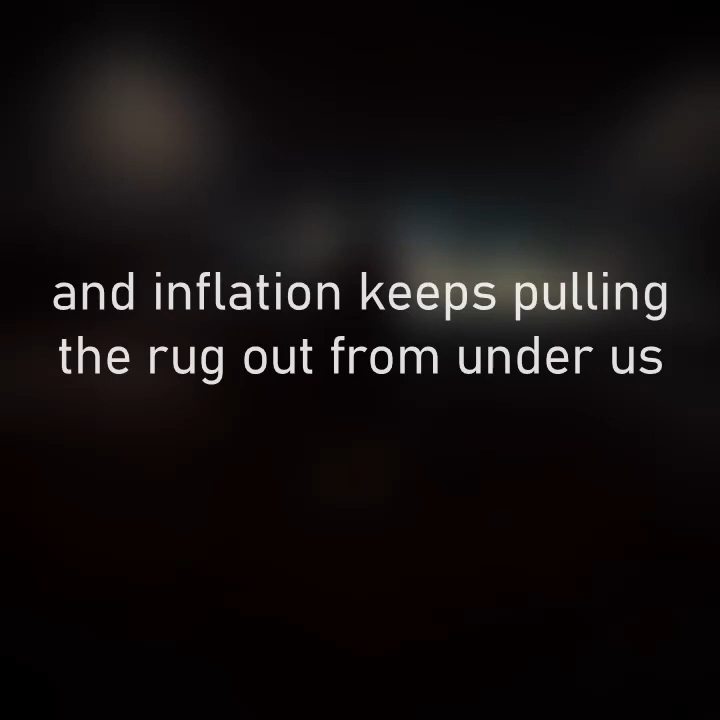 and inflation keeps pulling
the rug out from under us